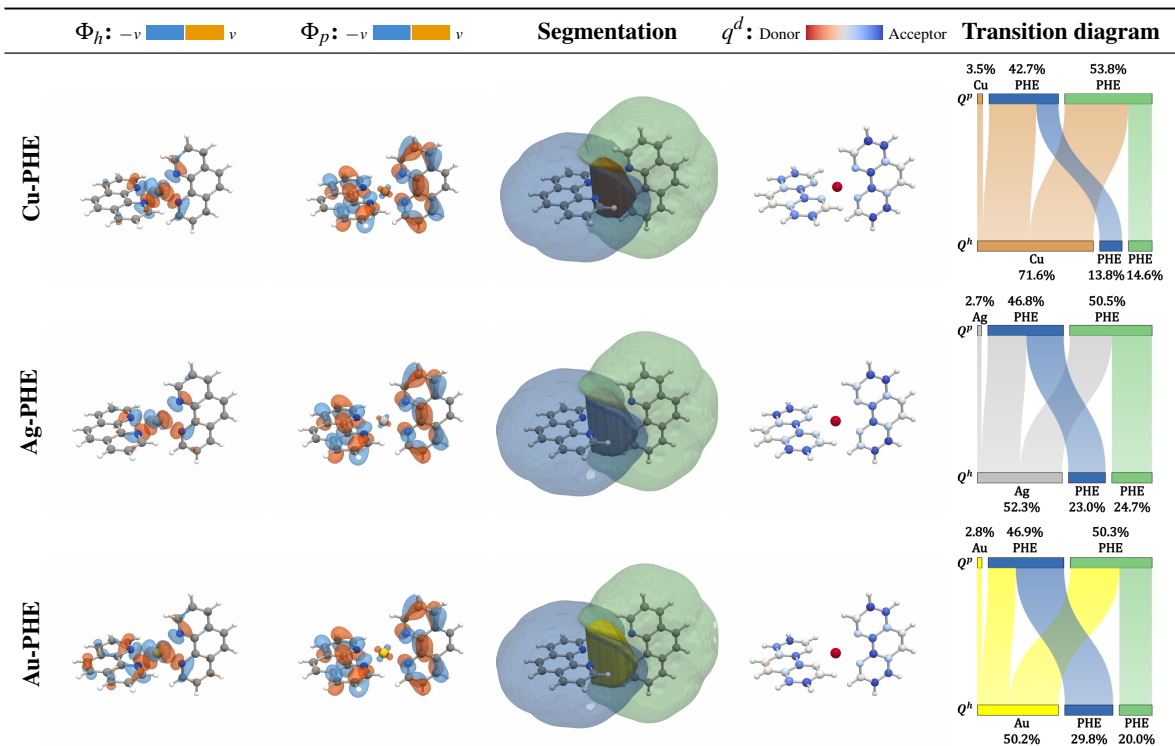 Φh: −v v Φp: −v v Segmentation q^d: Donor Acceptor Transition diagram
Cu-PHE
3.5% 42.7% 53.8%
Cu PHE PHE
Q^p
Q^h
Cu PHE PHE
71.6% 13.8% 14.6%
Ag-PHE
2.7% 46.8% 50.5%
Ag PHE PHE
Q^p
Q^h
Ag PHE PHE
52.3% 23.0% 24.7%
Au-PHE
2.8% 46.9% 50.3%
Au PHE PHE
Q^p
Q^h
Au PHE PHE
50.2% 29.8% 20.0%